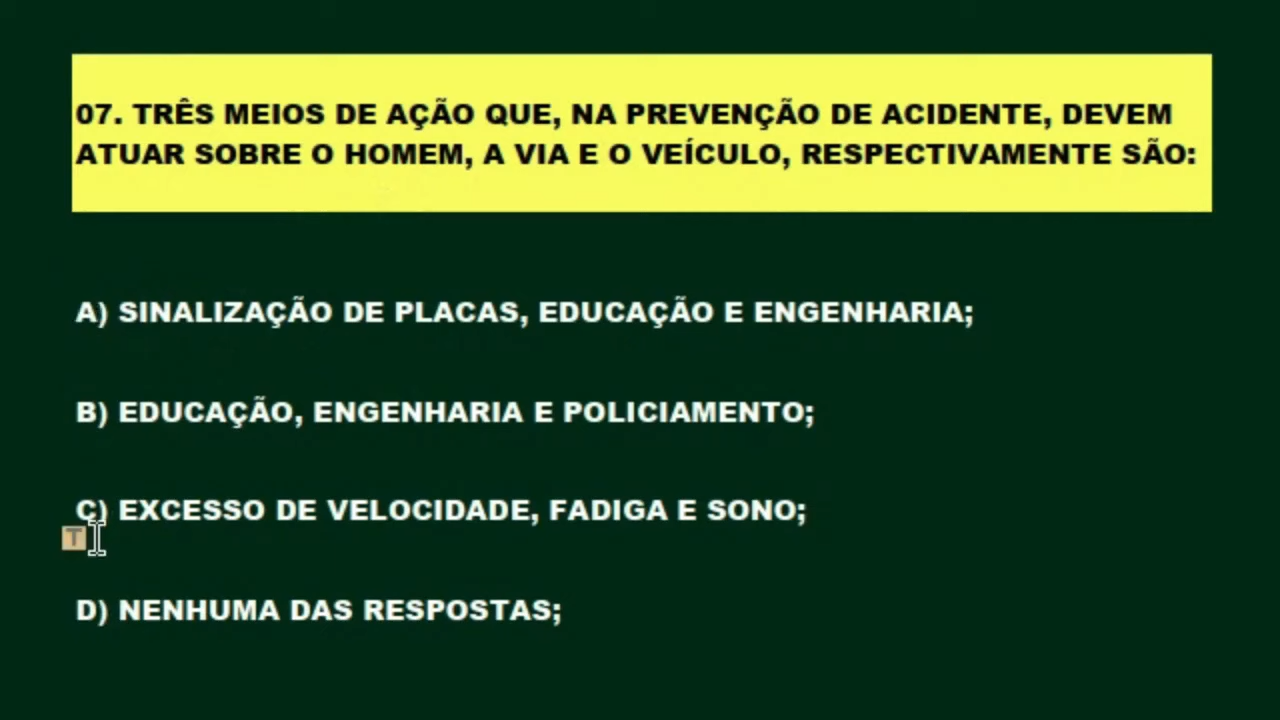 07. TRÊS MEIOS DE AÇÃO QUE, NA PREVENÇÃO DE ACIDENTE, DEVEM
ATUAR SOBRE O HOMEM, A VIA E O VEÍCULO, RESPECTIVAMENTE SÃO:
A) SINALIZAÇÃO DE PLACAS, EDUCAÇÃO E ENGENHARIA;
B) EDUCAÇÃO, ENGENHARIA E POLICIAMENTO;
C) EXCESSO DE VELOCIDADE, FADIGA E SONO;
T
D) NENHUMA DAS RESPOSTAS;